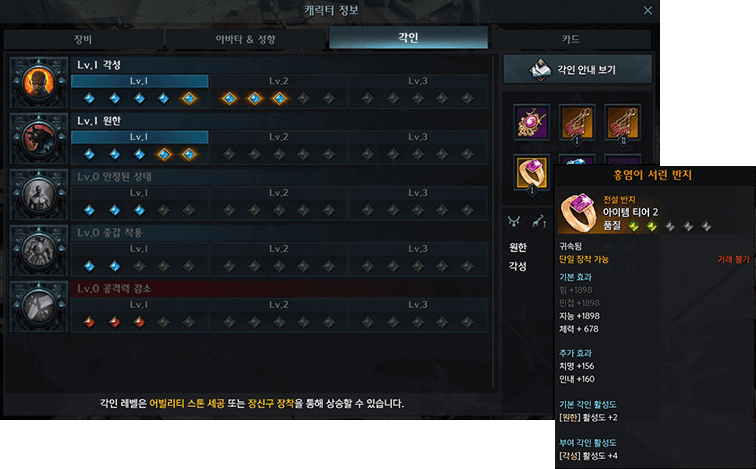 캐릭터 정보
장비
아바타 & 성향
각인
카드
Lv.1 각성
Lv.1
Lv.2
Lv.3
Lv.1 원한
Lv.1
Lv.2
Lv.3
Lv.0 안정된 상태
Lv.1
Lv.2
Lv.3
Lv.0 중갑 착용
Lv.1
Lv.2
Lv.3
Lv.0 공격력 감소
Lv.1
Lv.2
Lv.3
각인 레벨은 어빌리티 스톤 세공 또는 장신구 장착을 통해 상승할 수 있습니다.
각인 안내 보기
I
II
I
I
원한
각성
홍염이 서린 반지
전설 반지
아이템 티어 2
품질
귀속됨
단일 장착 가능
거래 불가
기본 효과
힘 +1898
민첩 +1898
지능 +1898
체력 + 678
추가 효과
치명 +156
인내 +160
기본 각인 활성도
[원한] 활성도 +2
부여 각인 활성도
[각성] 활성도 +4